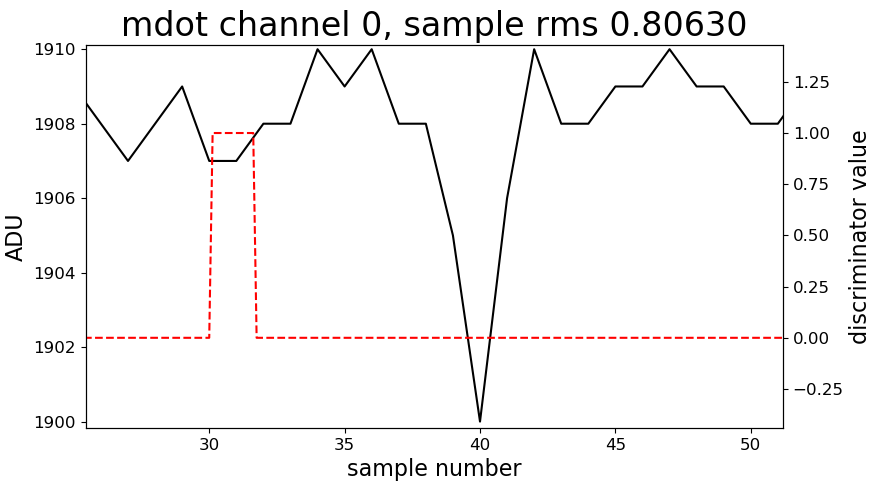 mdot channel 0, sample rms 0.80630
ADU
1910
1908
1906
1904
1902
1900
1.25
1.00
0.75
0.50
0.25
0.00
−0.25
discriminator value
30 35 40 45 50
sample number